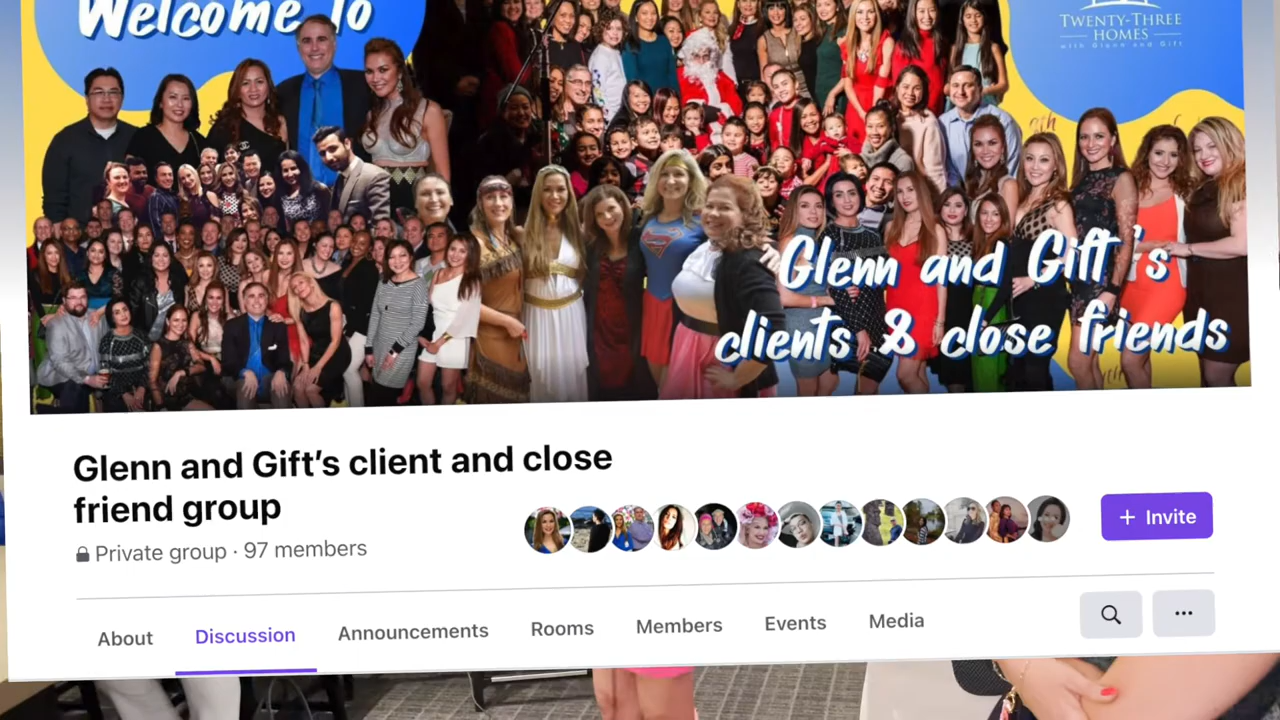 Welcome To
TWENTY-THREE
HOMES
with Glenn and Gift
Glenn and Gift's
clients & close friends
Glenn and Gift's client and close
friend group
Private group · 97 members
+ Invite
About Discussion Announcements Rooms Members Events Media